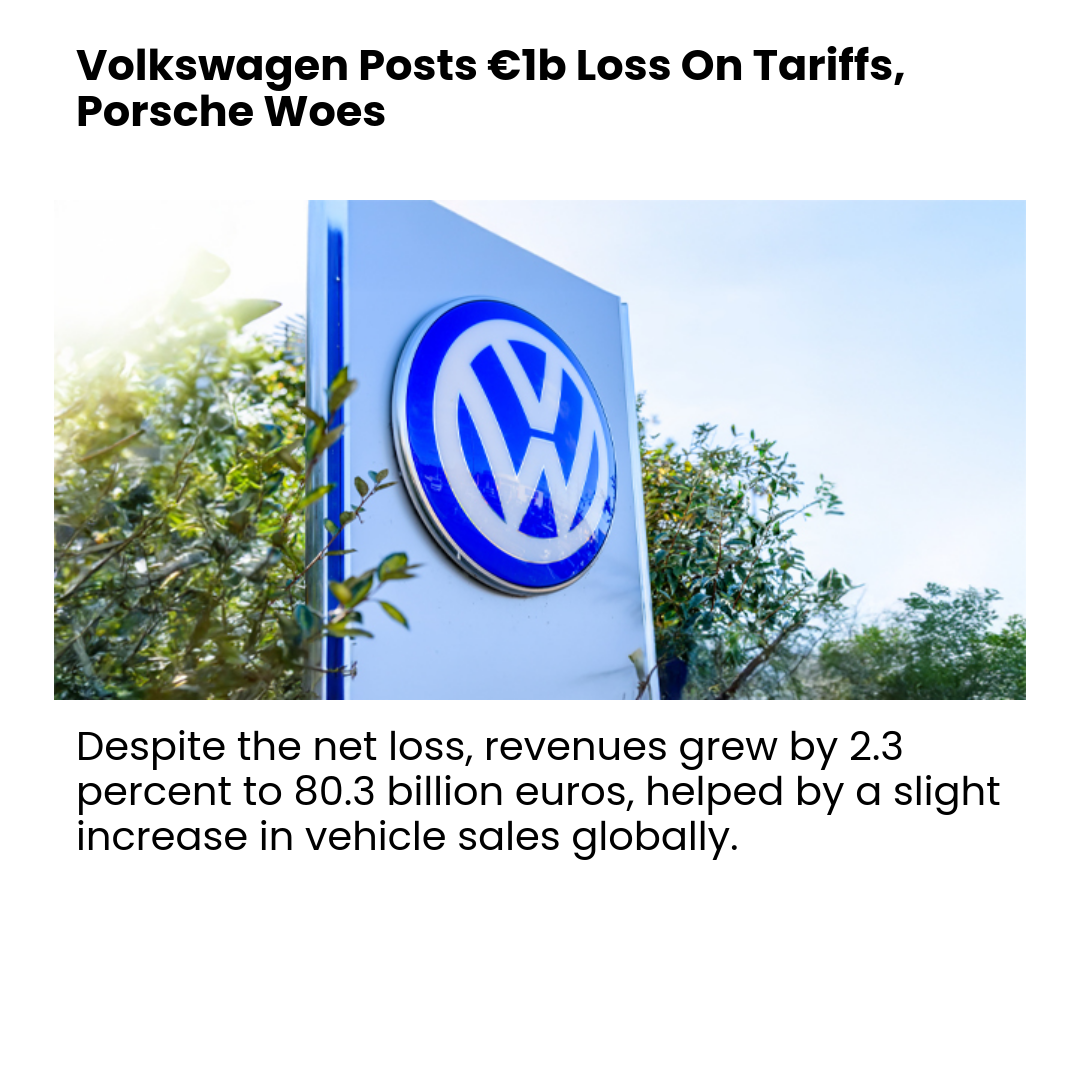 Volkswagen Posts €1b Loss On Tariffs,
Porsche Woes
VW
Despite the net loss, revenues grew by 2.3
percent to 80.3 billion euros, helped by a slight
increase in vehicle sales globally.